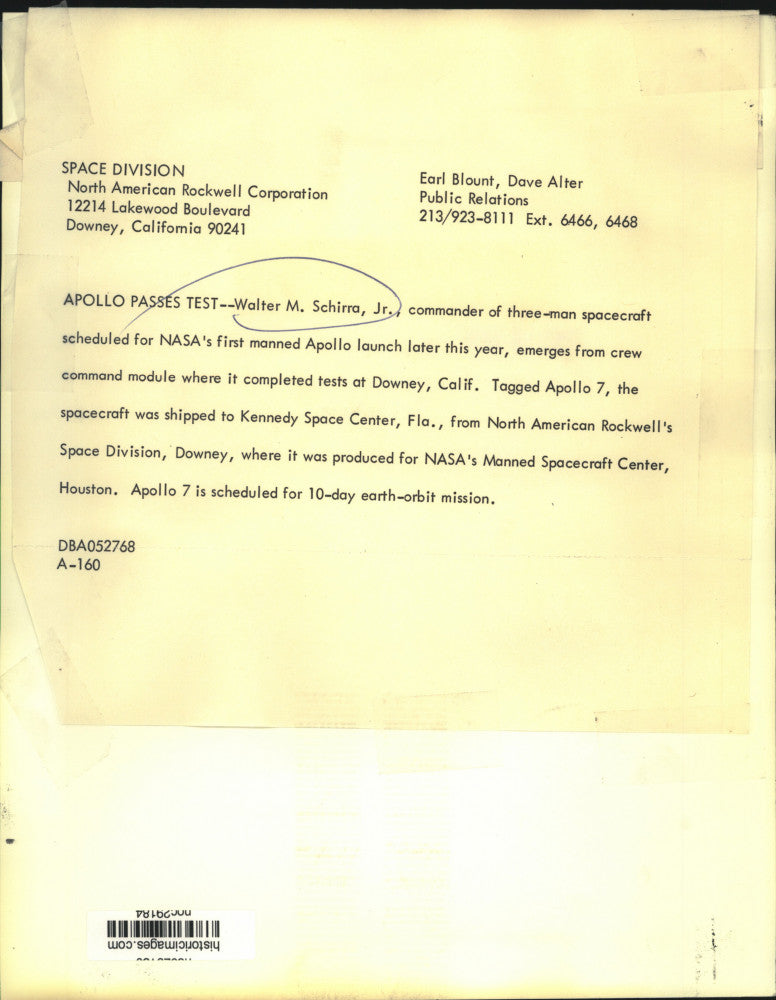 SPACE DIVISION
North American Rockwell Corporation
12214 Lakewood Boulevard
Downey, California 90241
Earl Blount, Dave Alter
Public Relations
213/923-8111 Ext. 6466, 6468
APOLLO PASSES TEST--Walter M. Schirra, Jr., commander of three-man spacecraft
scheduled for NASA's first manned Apollo launch later this year, emerges from crew
command module where it completed tests at Downey, Calif. Tagged Apollo 7, the
spacecraft was shipped to Kennedy Space Center, Fla., from North American Rockwell's
Space Division, Downey, where it was produced for NASA's Manned Spacecraft Center,
Houston. Apollo 7 is scheduled for 10-day earth-orbit mission.
DBA052768
A-160
historicimages.com